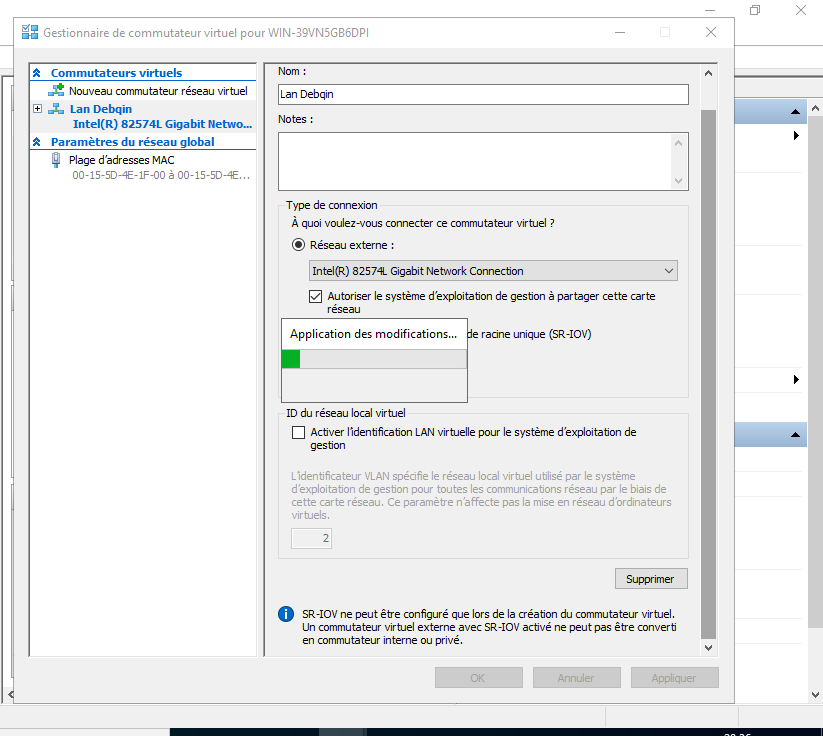 Gestionnaire de commutateur virtuel pour WIN-39VN5GB6DPI
Commutateurs virtuels
Nouveau commutateur réseau virtuel
Lan Debqin
Intel(R) 82574L Gigabit Netwo...
Paramètres du réseau global
Plage d'adresses MAC
00-15-5D-4E-1F-00 à 00-15-5D-4E...
Nom :
Lan Debqin
Notes :
Type de connexion
À quoi voulez-vous connecter ce commutateur virtuel ?
Réseau externe :
Intel(R) 82574L Gigabit Network Connection
Autoriser le système d'exploitation de gestion à partager cette carte
réseau
Application des modifications...
de racine unique (SR-IOV)
ID du réseau local virtuel
Activer l'identification LAN virtuelle pour le système d'exploitation de
gestion
L'identificateur VLAN spécifie le réseau local virtuel utilisé par le système
d'exploitation de gestion pour toutes les communications réseau par le biais de
cette carte réseau. Ce paramètre n'affecte pas la mise en réseau d'ordinateurs
virtuels.
2
Supprimer
SR-IOV ne peut être configuré que lors de la création du commutateur virtuel.
Un commutateur virtuel externe avec SR-IOV activé ne peut pas être converti
en commutateur interne ou privé.
OK
Annuler
Appliquer